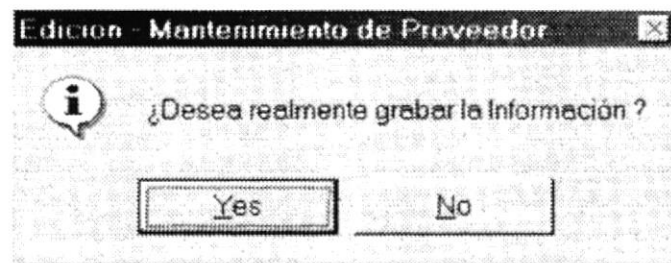 Edicion - Mantenimiento de Proveedor
¿Desea realmente grabar la Información ?
Yes No